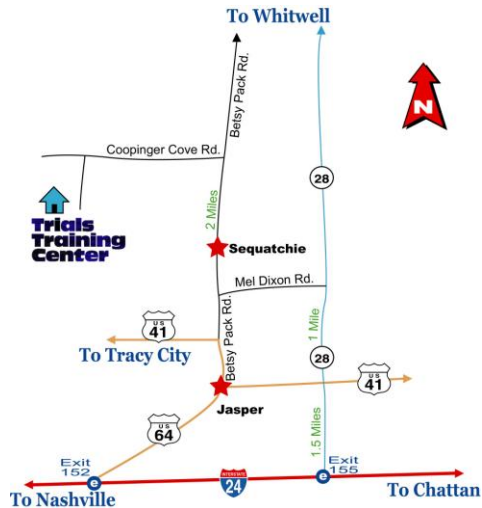 To Whitwell
Betsy Pack Rd.
N
Coopinger Cove Rd.
28
2 Miles
Trials
Training
Center
Sequatchie
Mel Dixon Rd.
Betsy Pack Rd.
1 Mile
US
41
To Tracy City
28
US
41
Jasper
US
64
1.5 Miles
Exit
152
Exit
155
e
INTERSTATE
24
e
To Nashville
To Chattan